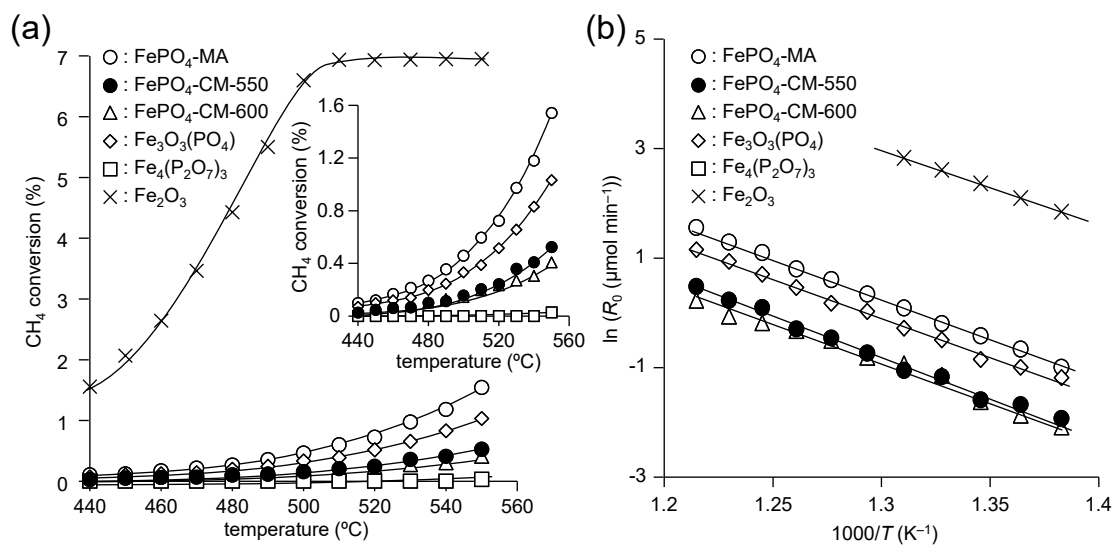 (a)
7
6
5
4
3
2
1
0
CH₄ conversion (%)
○ : FePO₄-MA
● : FePO₄-CM-550
△ : FePO₄-CM-600
◇ : Fe₃O₃(PO₄)
□ : Fe₄(P₂O₇)₃
× : Fe₂O₃
1.6
1.2
0.8
0.4
0
CH₄ conversion (%)
440 480 520 560
temperature (ºC)
440 460 480 500 520 540 560
temperature (ºC)
(b)
5
3
1
-1
-3
ln (R₀ (μmol min⁻¹))
○ : FePO₄-MA
● : FePO₄-CM-550
△ : FePO₄-CM-600
◇ : Fe₃O₃(PO₄)
□ : Fe₄(P₂O₇)₃
× : Fe₂O₃
1.2 1.25 1.3 1.35 1.4
1000/T (K⁻¹)